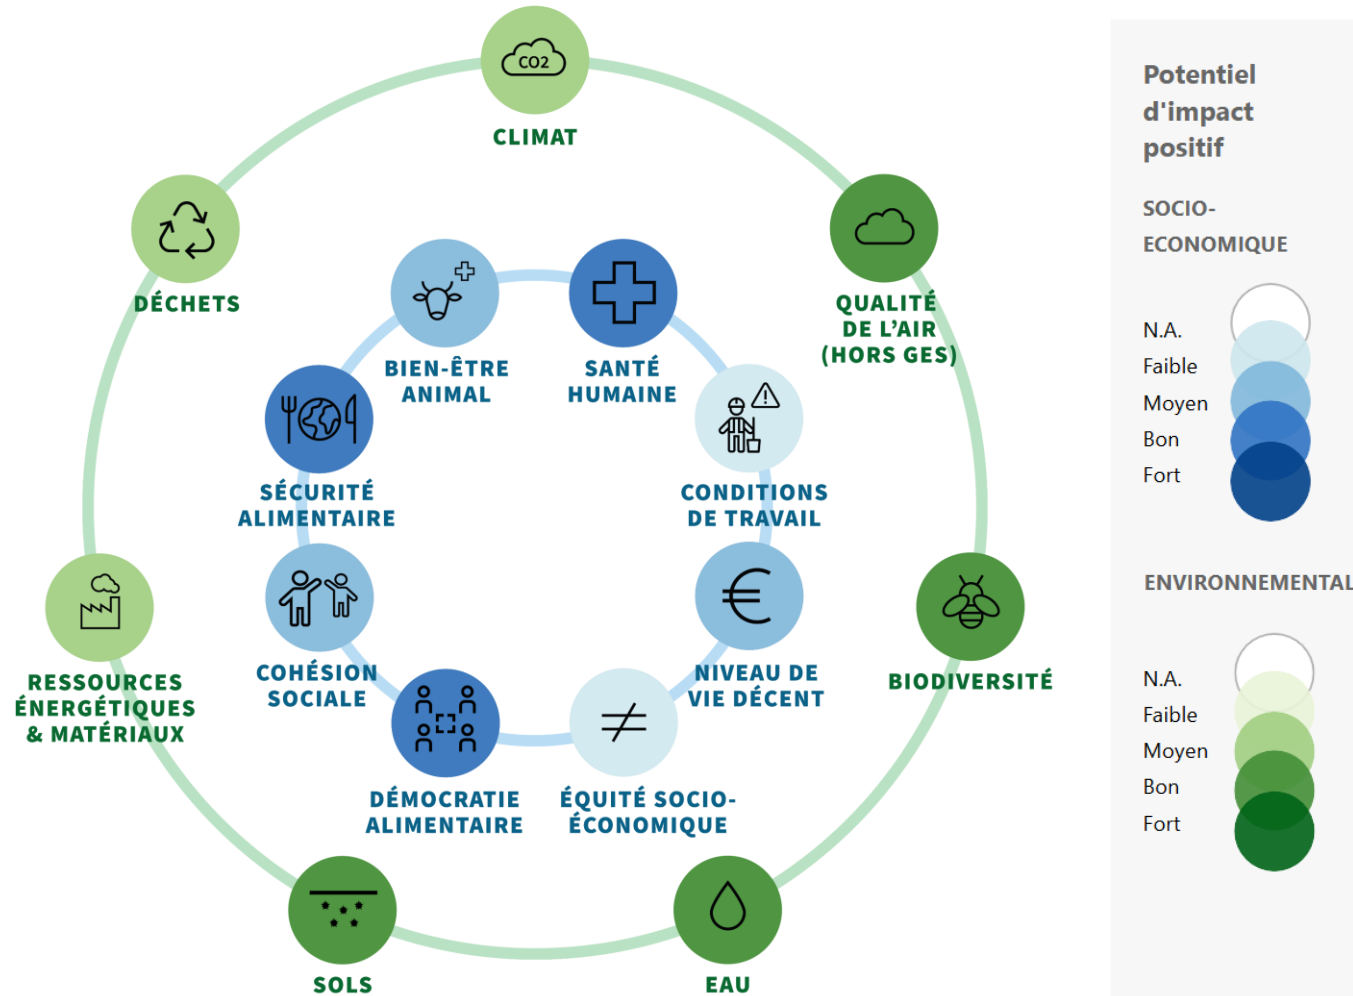 CO2
CLIMAT
DÉCHETS
QUALITÉ
DE L'AIR
(HORS GES)
BIEN-ÊTRE
ANIMAL
SANTÉ
HUMAINE
SÉCURITÉ
ALIMENTAIRE
CONDITIONS
DE TRAVAIL
COHÉSION
SOCIALE
NIVEAU DE
VIE DÉCENT
RESSOURCES
ÉNERGÉTIQUES
& MATÉRIAUX
BIODIVERSITÉ
DÉMOCRATIE
ALIMENTAIRE
ÉQUITÉ SOCIO-
ÉCONOMIQUE
SOLS
EAU
Potentiel
d'impact
positif
SOCIO-
ECONOMIQUE
N.A.
Faible
Moyen
Bon
Fort
ENVIRONNEMENTAL
N.A.
Faible
Moyen
Bon
Fort